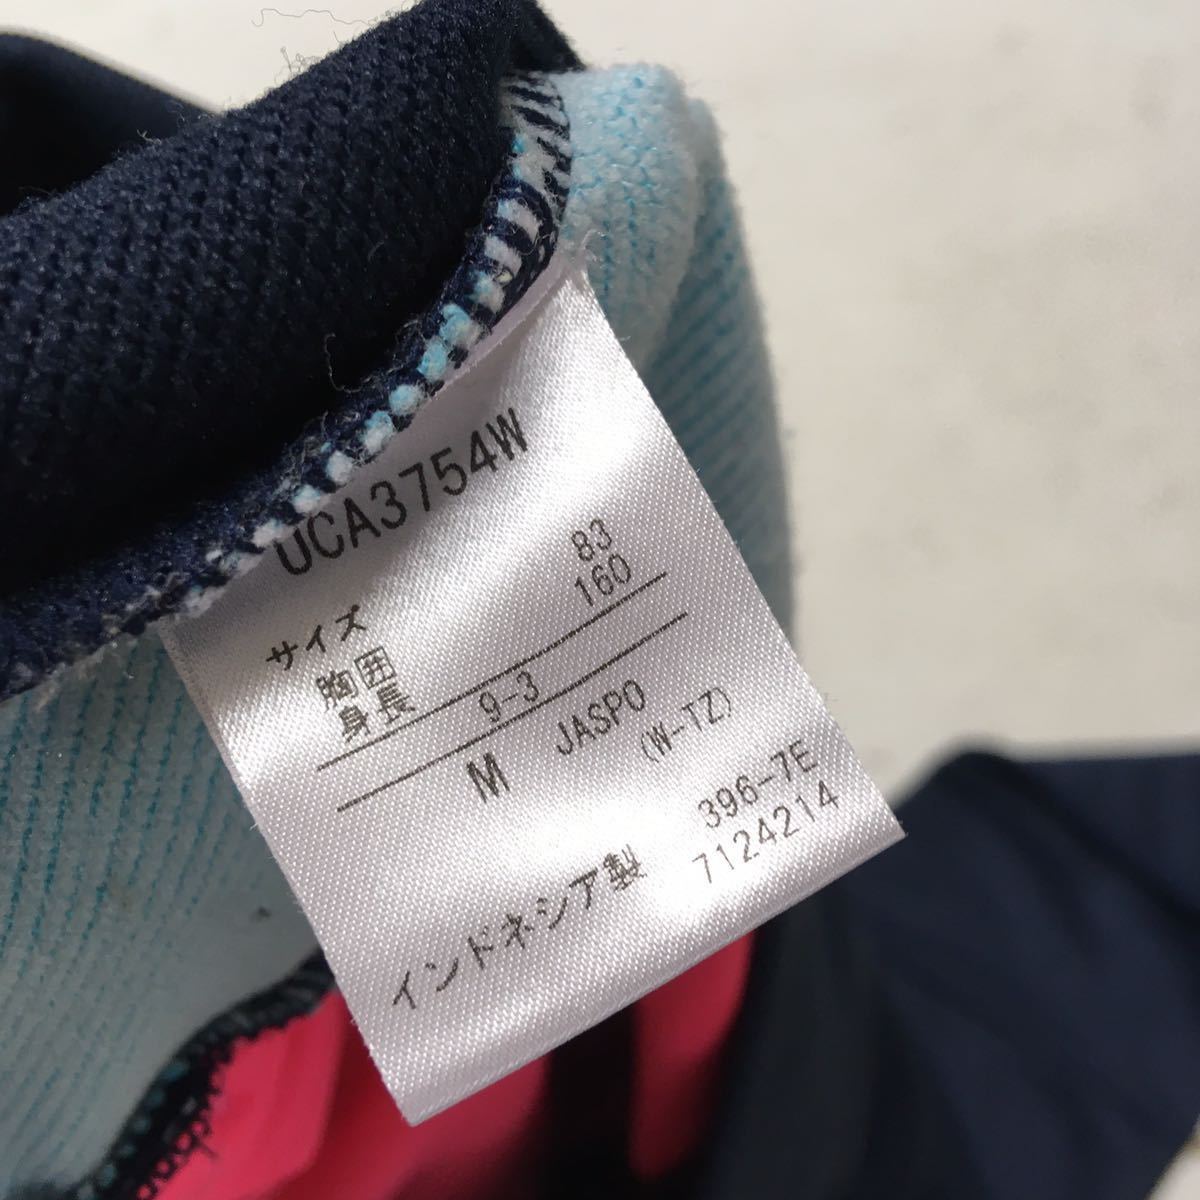 UCA3754W
サイズ
胸囲 83
身長 160
9-3
M JASPO
(W-TZ)
396-7E
インドネシア製 7124214